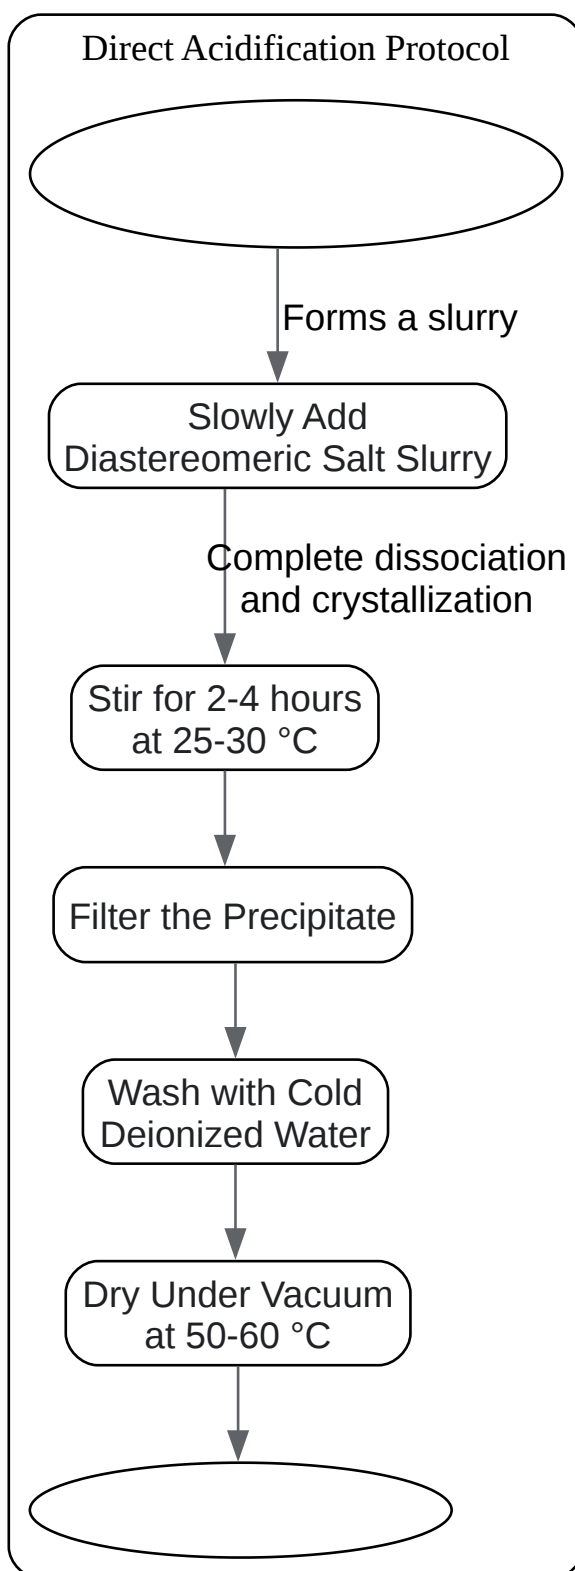 Direct Acidification Protocol
Forms a slurry
Slowly Add
Diastereomeric Salt Slurry
Complete dissociation
and crystallization
Stir for 2-4 hours
at 25-30 °C
Filter the Precipitate
Wash with Cold
Deionized Water
Dry Under Vacuum
at 50-60 °C